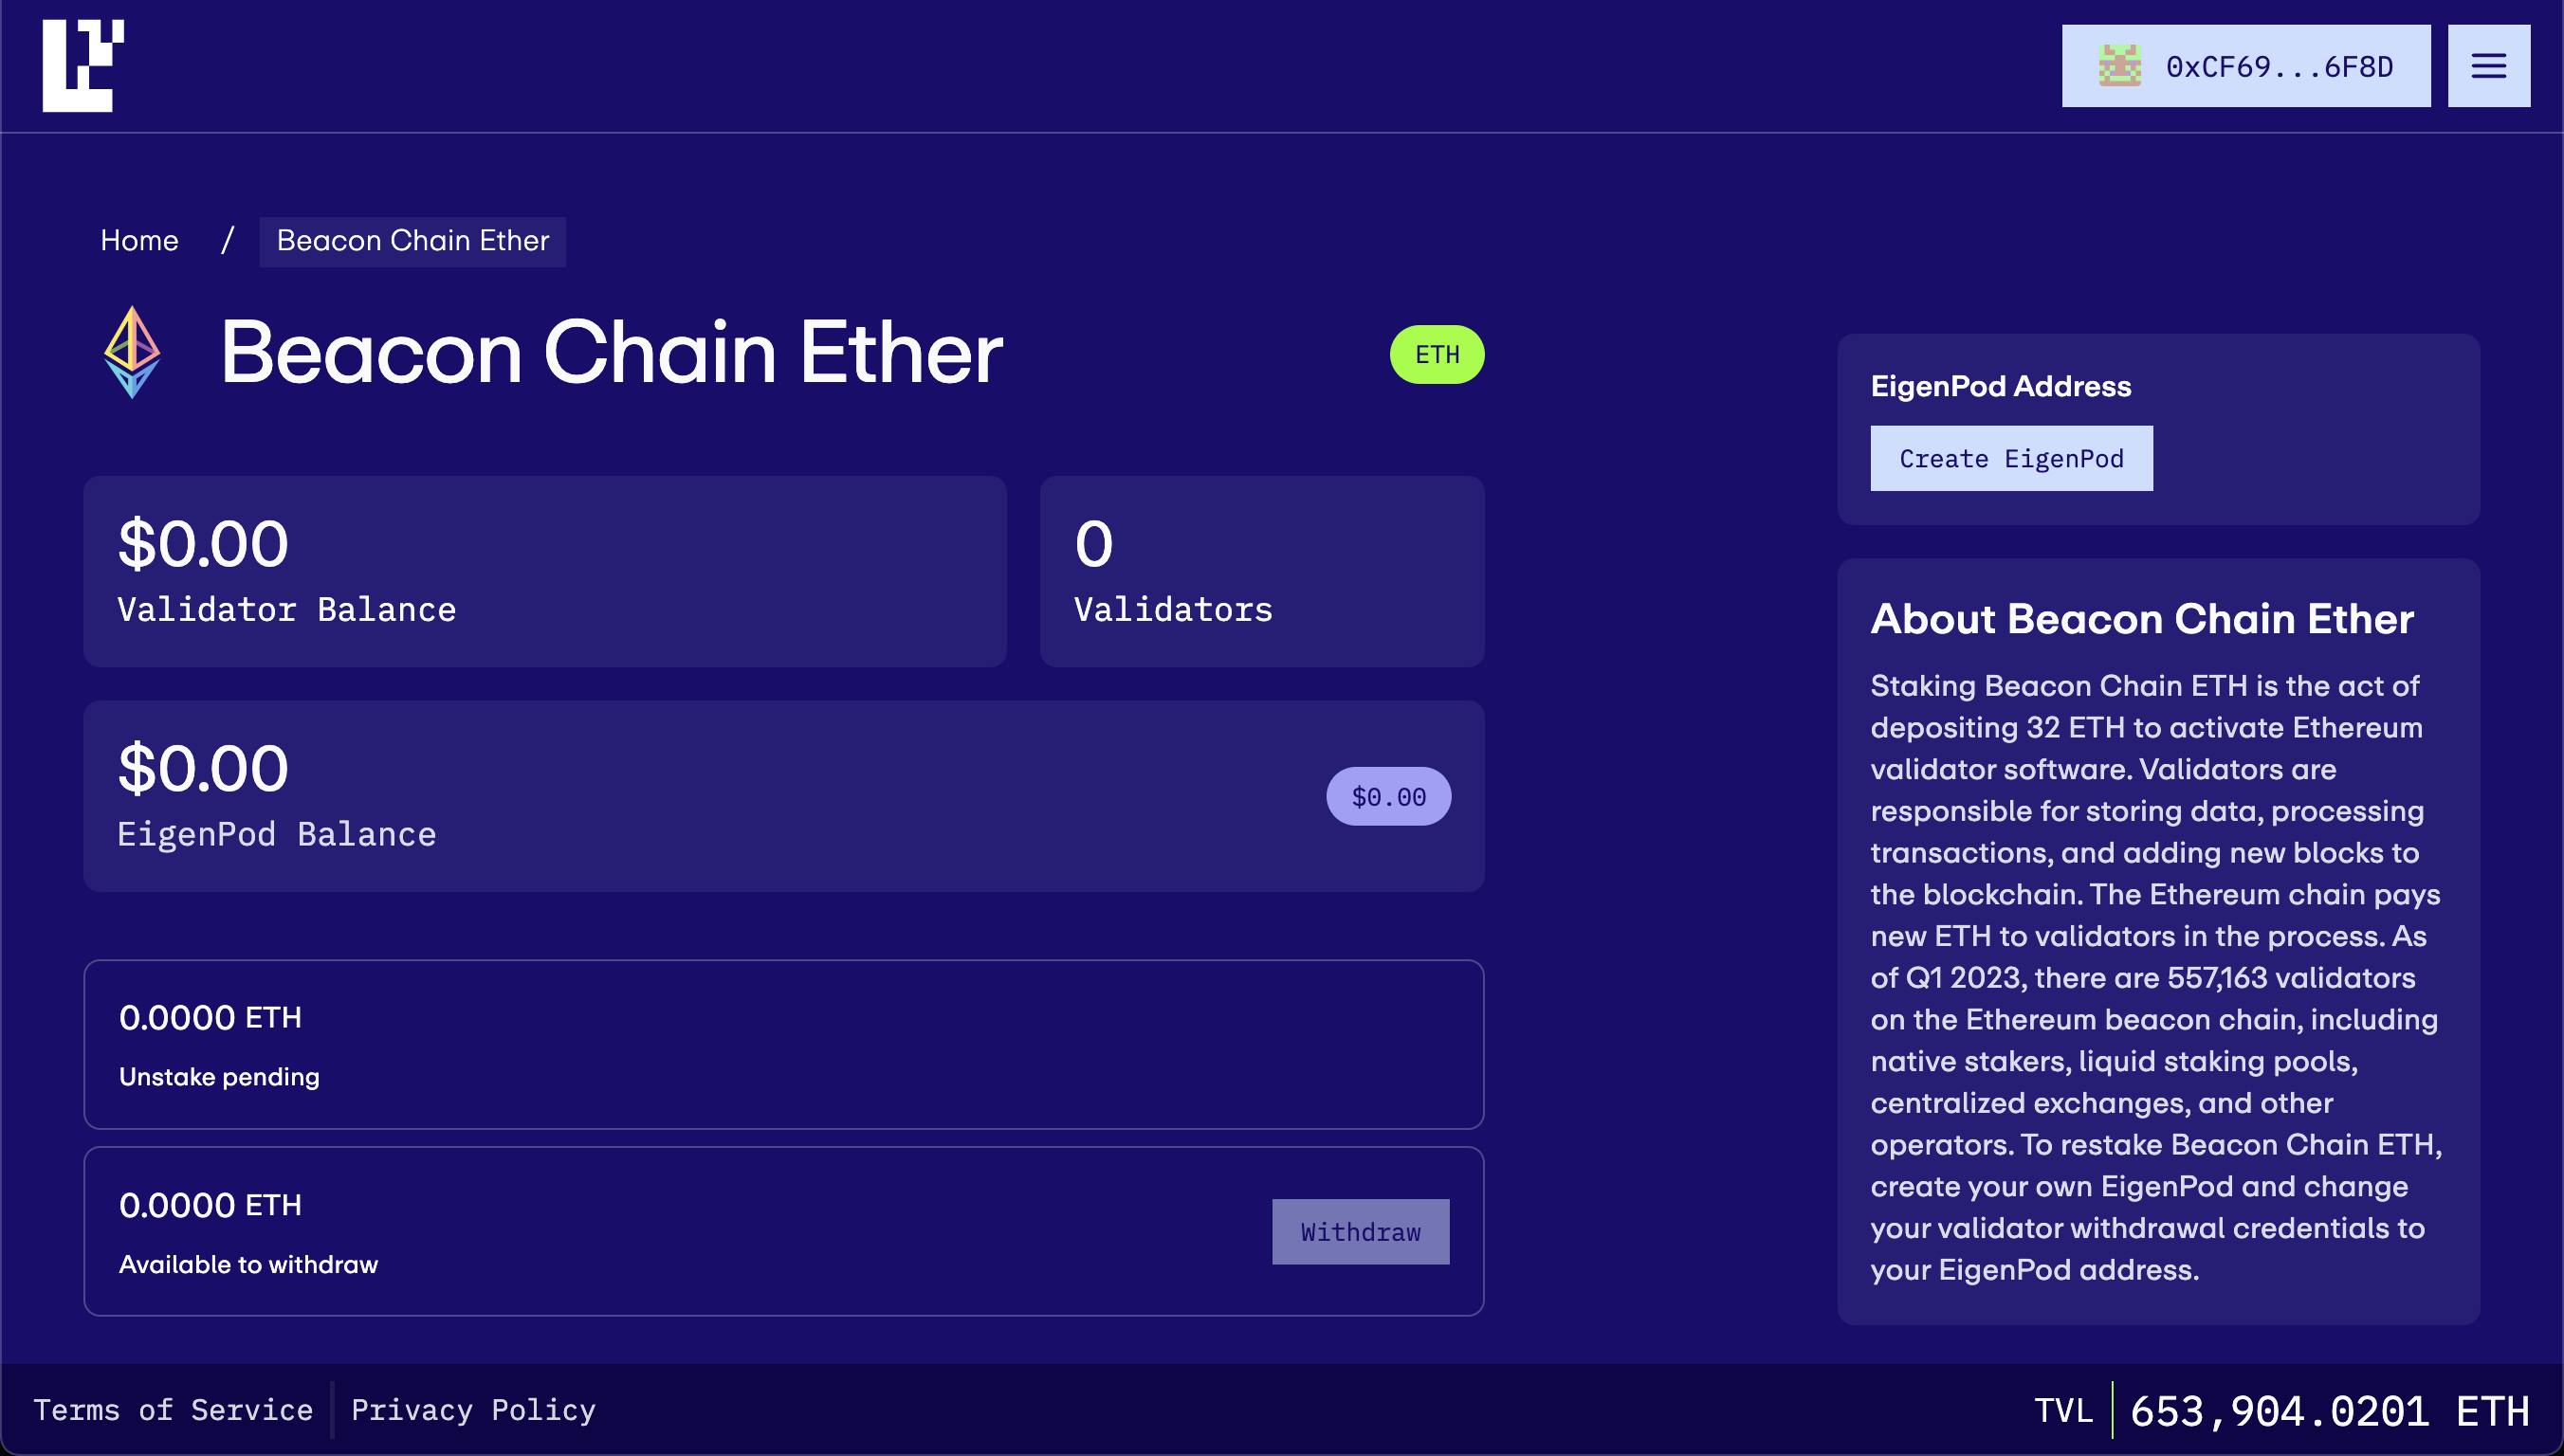 0xCF69...6F8D
Home / Beacon Chain Ether
Beacon Chain Ether
ETH
$0.00
Validator Balance
0
Validators
$0.00
EigenPod Balance
$0.00
0.0000 ETH
Unstake pending
0.0000 ETH
Available to withdraw
Withdraw
EigenPod Address
Create EigenPod
About Beacon Chain Ether
Staking Beacon Chain ETH is the act of
depositing 32 ETH to activate Ethereum
validator software. Validators are
responsible for storing data, processing
transactions, and adding new blocks to
the blockchain. The Ethereum chain pays
new ETH to validators in the process. As
of Q1 2023, there are 557,163 validators
on the Ethereum beacon chain, including
native stakers, liquid staking pools,
centralized exchanges, and other
operators. To restake Beacon Chain ETH,
create your own EigenPod and change
your validator withdrawal credentials to
your EigenPod address.
Terms of Service
Privacy Policy
TVL
653,904.0201 ETH